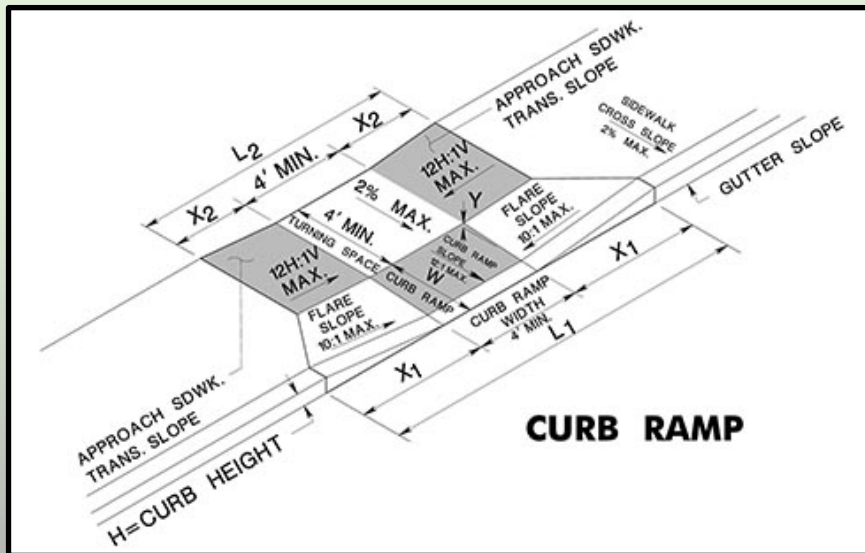 APPROACH SDWK.
TRANS. SLOPE
SIDEWALK
CROSS SLOPE
2% MAX.
GUTTER SLOPE
L2
X2
4' MIN.
X2
12H:1V
MAX.
2% MAX.
Y
4' MIN.
TURNING SPACE
FLARE
SLOPE
10:1 MAX.
CURB RAMP
SLOPE
12:1 MAX.
W
CURB RAMP
12H:1V
MAX.
FLARE
SLOPE
10:1 MAX.
CURB RAMP
WIDTH
4' MIN.
X1
L1
X1
APPROACH SDWK.
TRANS. SLOPE
H=CURB HEIGHT
CURB RAMP